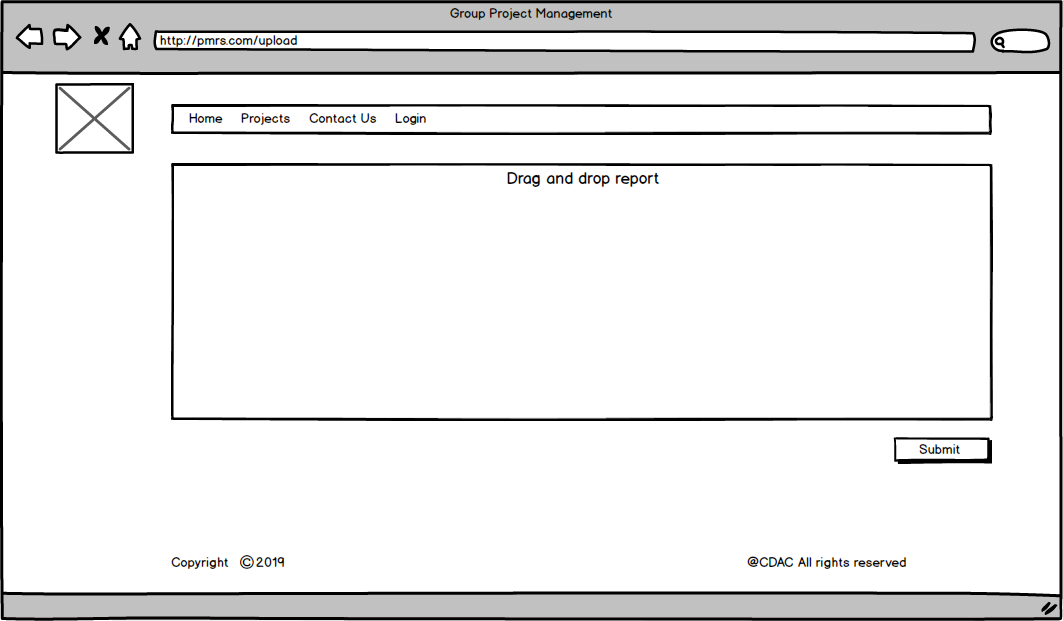 Group Project Management
http://pmrs.com/upload
Home Projects Contact Us Login
Drag and drop report
Submit
Copyright ©2019 @CDAC All rights reserved